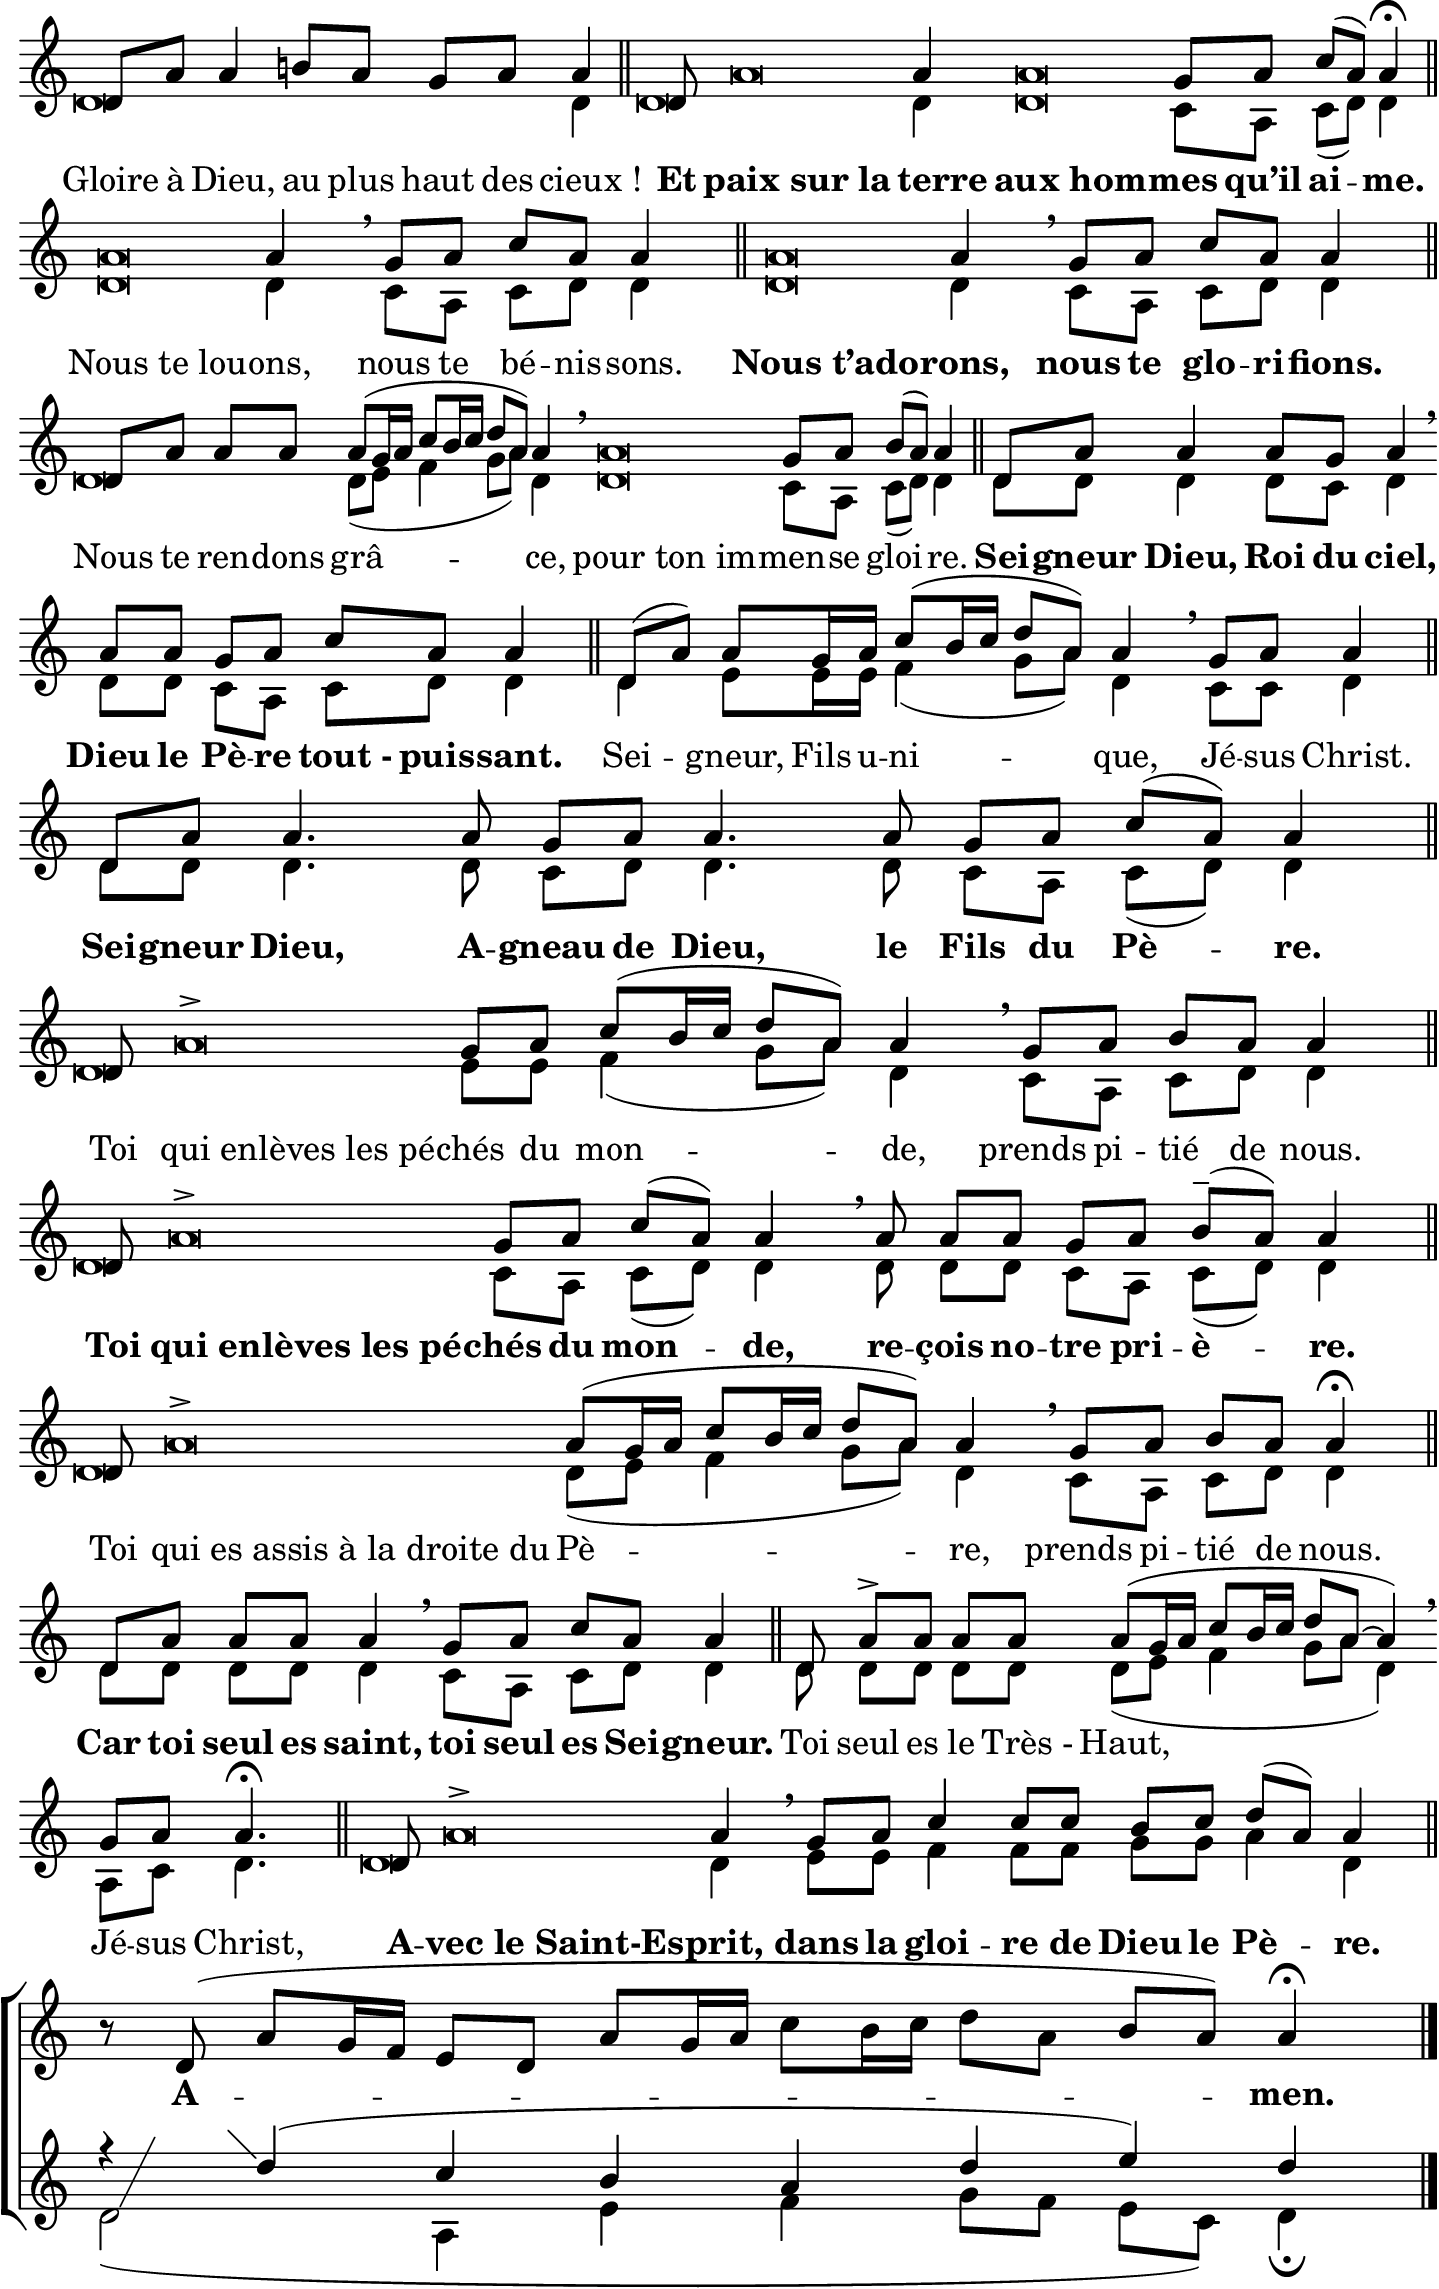 Gloire à Dieu, au plus haut des cieux ! Et paix sur la terre aux hommes qu’il ai -- me.
Nous te louons, nous te bé -- nis -- sons. Nous t’adorons, nous te glo -- ri -- fions.
Nous te rendons grâ -- ce, pour ton immense gloire. Seigneur Dieu, Roi du ciel,
Dieu le Pè -- re tout - puissant. Sei -- gneur, Fils u -- ni -- que, Jé -- sus Christ.
Seigneur Dieu, A -- gneau de Dieu, le Fils du Pè -- re.
Toi qui enlèves les péchés du mon -- de, prends pi -- tié de nous.
Toi qui enlèves les péchés du mon -- de, re -- çois no -- tre pri -- è -- re.
Toi qui es assis à la droite du Pè -- re, prends pi -- tié de nous.
Car toi seul es saint, toi seul es Seigneur. Toi seul es le Très - Haut,
Jé -- sus Christ, A -- vec le Saint-Esprit, dans la gloi -- re de Dieu le Pè -- re.
A -- men.